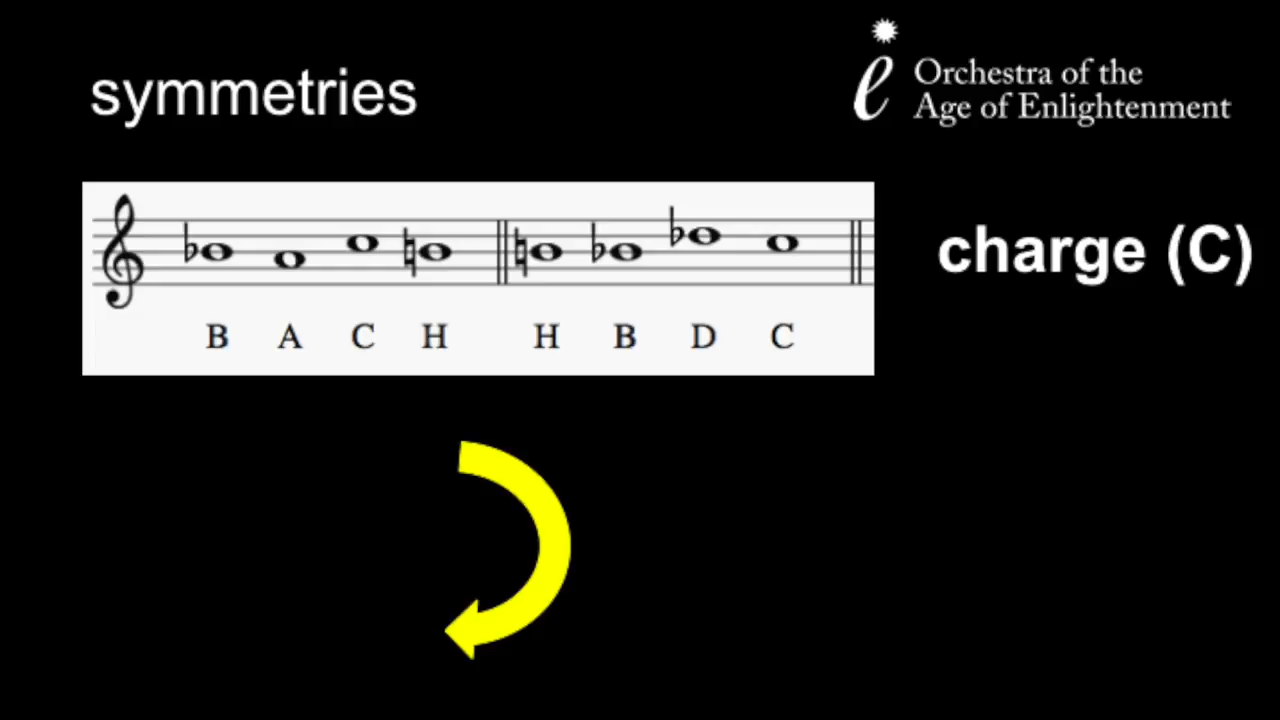 symmetries
Orchestra of the
Age of Enlightenment
B A C H H B D C
charge (C)